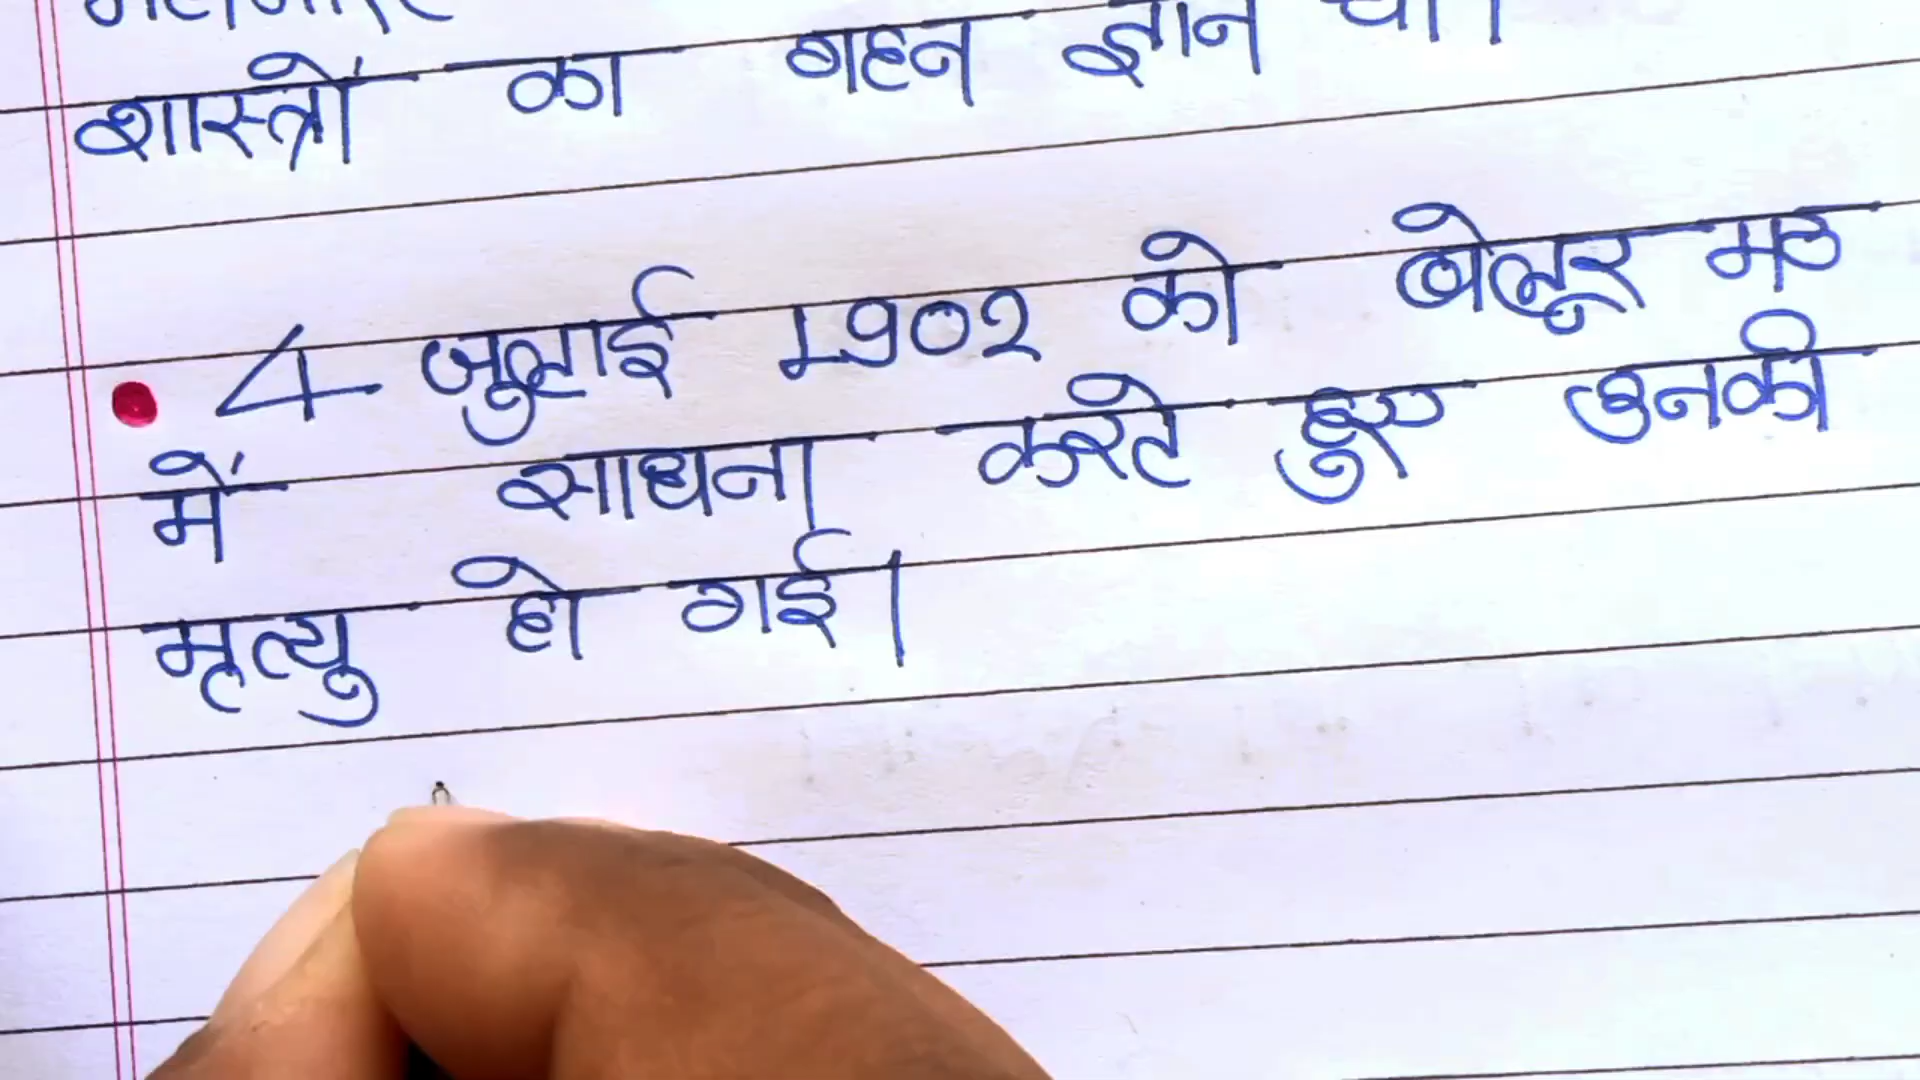 शास्त्रों का गहन ज्ञान था।
4 जुलाई 1902 को बेलूर मठ
में साधना करते हुए उनकी
मृत्यु हो गई।